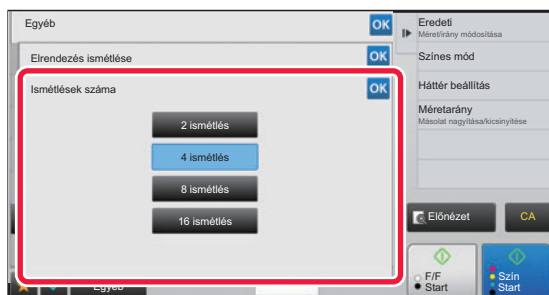 Egyéb
OK
Elrendezés ismétlése
OK
Ismétlések száma
OK
2 ismétlés
4 ismétlés
8 ismétlés
16 ismétlés
Egyéb
Eredeti
Méret/irány módosítása
Színes mód
Háttér beállítás
Méretarány
Másolat nagyítása/kicsinyítése
Előnézet
CA
F/F
Start
Szín
Start